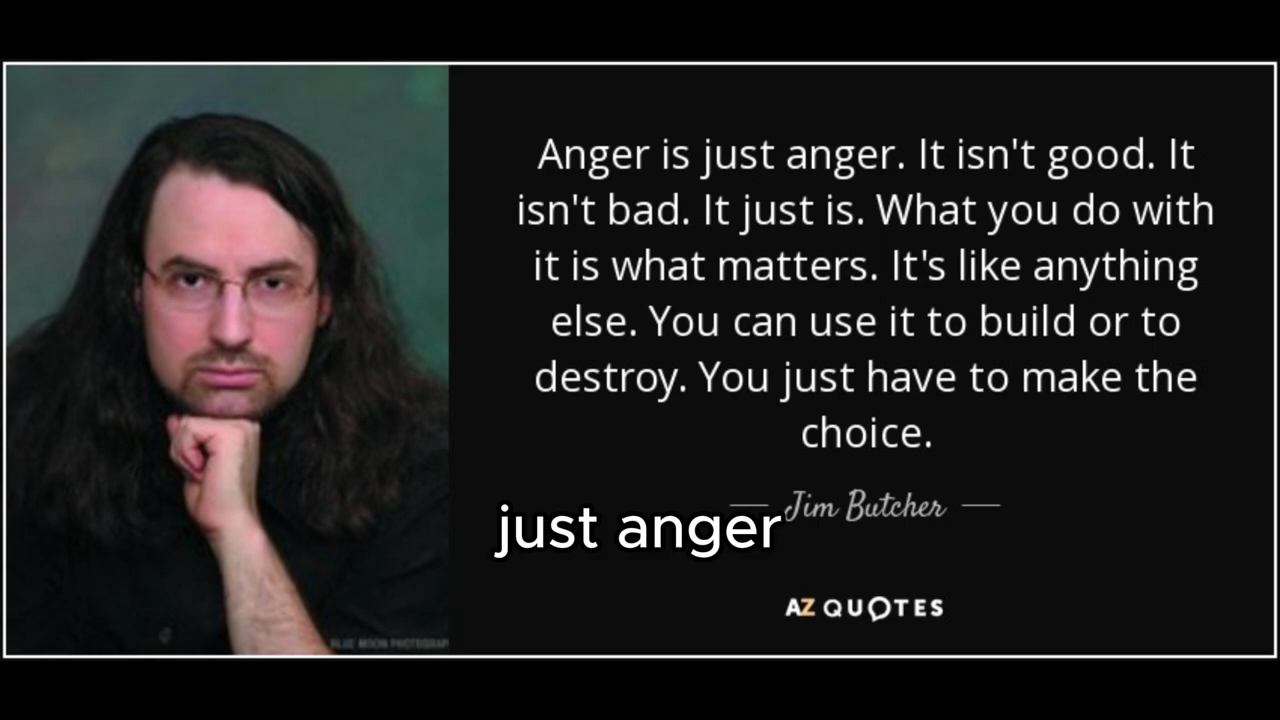 Anger is just anger. It isn't good. It
isn't bad. It just is. What you do with
it is what matters. It's like anything
else. You can use it to build or to
destroy. You just have to make the
choice.
Jim Butcher
just anger
AZ QUOTES